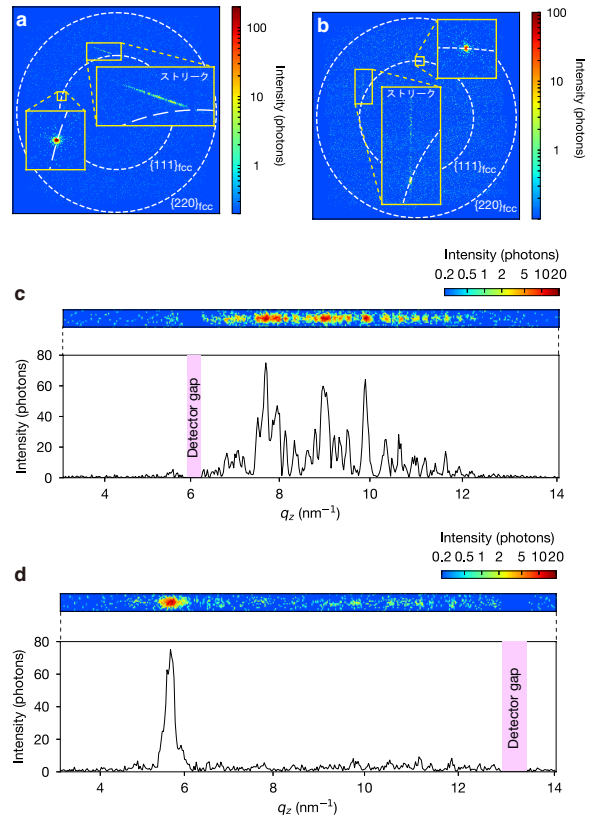 a
ストリーク
{111}fcc
{220}fcc
100
10
1
Intensity (photons)
b
ストリーク
{111}fcc
{220}fcc
100
10
1
Intensity (photons)
Intensity (photons)
0.2 0.5 1 2 5 10 20
c
80
60
40
20
0
Intensity (photons)
Detector gap
4 6 8 10 12 14
qz (nm−1)
Intensity (photons)
0.2 0.5 1 2 5 10 20
d
80
60
40
20
0
Intensity (photons)
Detector gap
4 6 8 10 12 14
qz (nm−1)